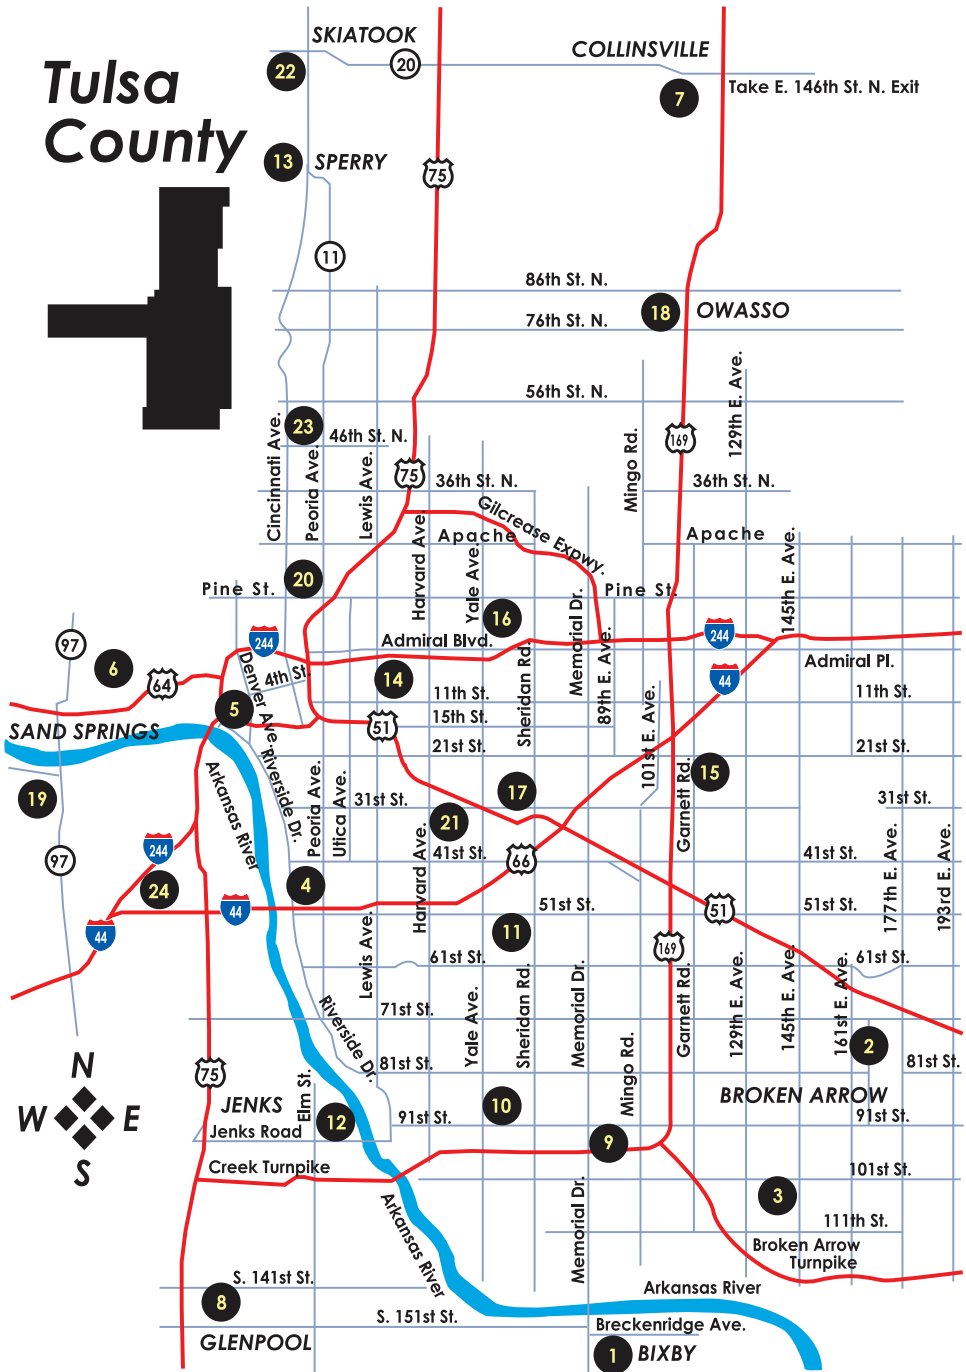 SKIATOOK
20
COLLINSVILLE
22
7
Take E. 146th St. N. Exit
Tulsa
County
13
SPERRY
75
11
86th St. N.
18
OWASSO
76th St. N.
56th St. N.
129th E. Ave.
Mingo Rd.
169
Cincinnati Ave.
23
Peoria Ave.
46th St. N.
Lewis Ave.
75
36th St. N.
36th St. N.
Gilcrease Expwy.
Harvard Ave.
Apache
Apache
Yale Ave.
145th E. Ave.
20
Pine St.
Pine St.
16
Memorial Dr.
89th E. Ave.
Sheridan Rd.
97
244
Admiral Blvd.
244
Admiral Pl.
6
64
4th St.
14
44
11th St.
11th St.
Denver Ave.
5
15th St.
51
101st E. Ave.
SAND SPRINGS
21st St.
21st St.
Riverside Dr.
Arkansas River
Peoria Ave.
Utica Ave.
19
31st St.
17
15
Garnett Rd.
31st St.
21
177th E. Ave.
193rd E. Ave.
97
244
Harvard Ave.
41st St.
66
41st St.
24
4
44
51st St.
51
51st St.
44
Lewis Ave.
11
61st St.
169
61st St.
Riverside Dr.
71st St.
Yale Ave.
Sheridan Rd.
Memorial Dr.
Mingo Rd.
Garnett Rd.
129th E. Ave.
145th E. Ave.
161st E. Ave.
2
75
81st St.
81st St.
N
W
E
S
JENKS
Elm St.
12
10
BROKEN ARROW
91st St.
91st St.
Jenks Road
9
Creek Turnpike
101st St.
3
Arkansas River
Memorial Dr.
111th St.
Broken Arrow
Turnpike
S. 141st St.
8
Arkansas River
S. 151st St.
Breckenridge Ave.
GLENPOOL
1
BIXBY